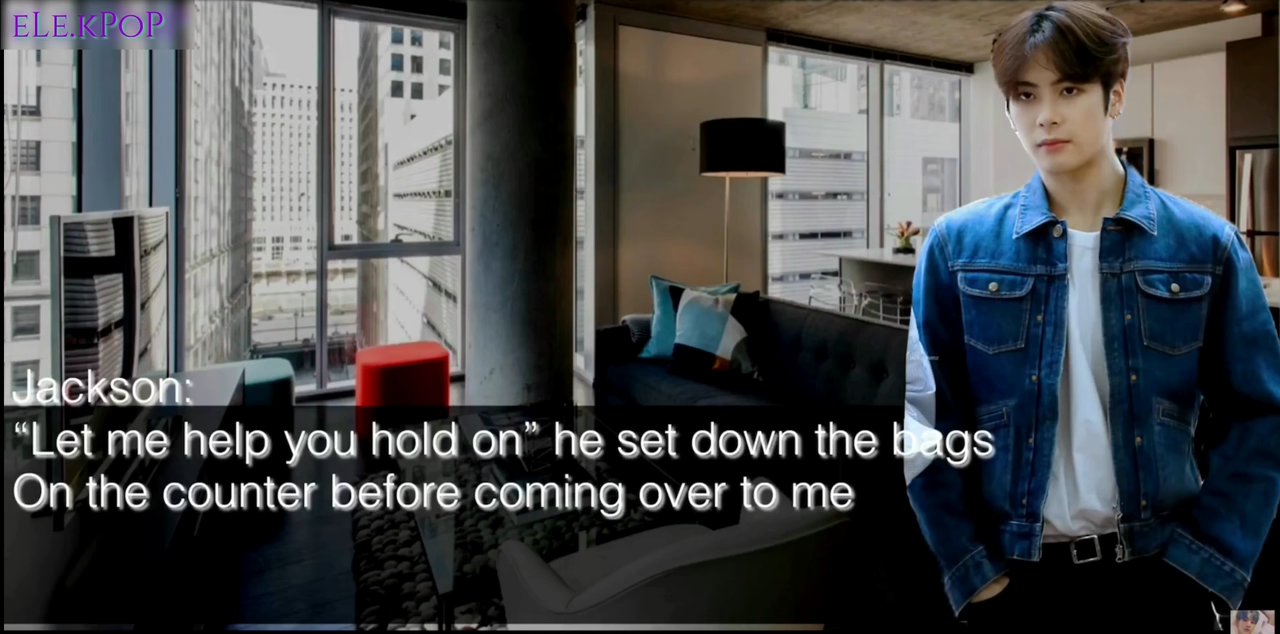 eLe.kPoP
Jackson:
“Let me help you hold on” he set down the bags
On the counter before coming over to me